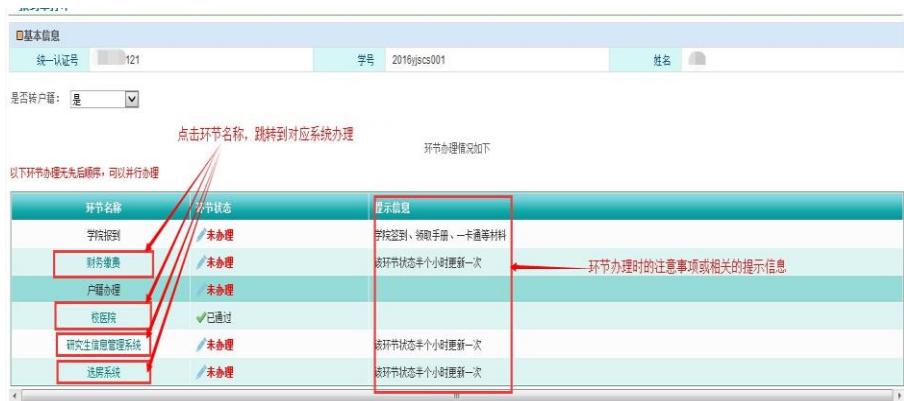 基本信息
统一认证号 121 学号 2016yjscs001 姓名
是否转户籍: 是
点击环节名称，跳转到对应系统办理
环节办理情况如下
以下环节办理无先后顺序，可以并行办理
环节名称 环节状态 提示信息
学院报到 未办理 学院签到、领取手册、一卡通等材料
财务缴费 未办理 该环节状态半个小时更新一次
环节办理时的注意事项或相关的提示信息
户籍办理 未办理
校医院 已通过
研究生信息管理系统 未办理 该环节状态半个小时更新一次
选房系统 未办理 该环节状态半个小时更新一次